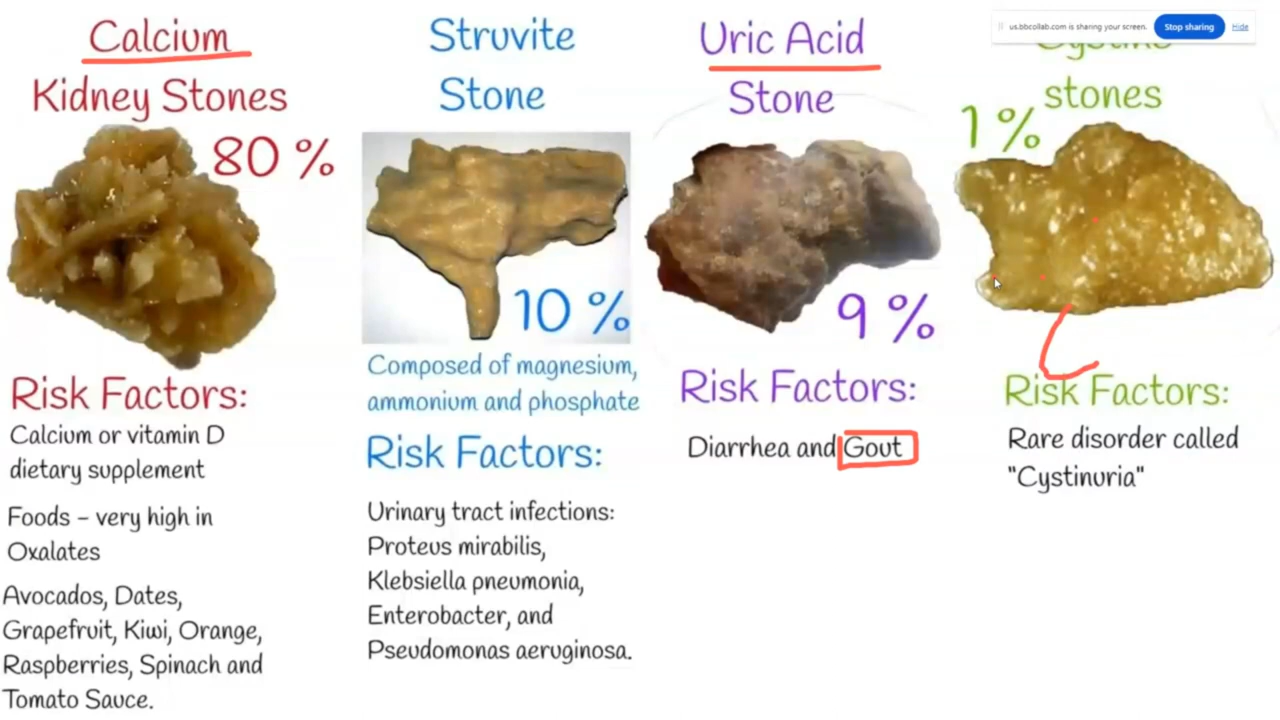 Calcium
Kidney Stones
80 %
Risk Factors:
Calcium or vitamin D
dietary supplement
Foods – very high in
Oxalates
Avocados, Dates,
Grapefruit, Kiwi, Orange,
Raspberries, Spinach and
Tomato Sauce.
Struvite
Stone
10 %
Composed of magnesium,
ammonium and phosphate
Risk Factors:
Urinary tract infections:
Proteus mirabilis,
Klebsiella pneumonia,
Enterobacter, and
Pseudomonas aeruginosa.
Uric Acid
Stone
9 %
Risk Factors:
Diarrhea and Gout
us.bbcollab.com is sharing your screen. Stop sharing Hide
Cystine
stones
1 %
Risk Factors:
Rare disorder called
"Cystinuria"